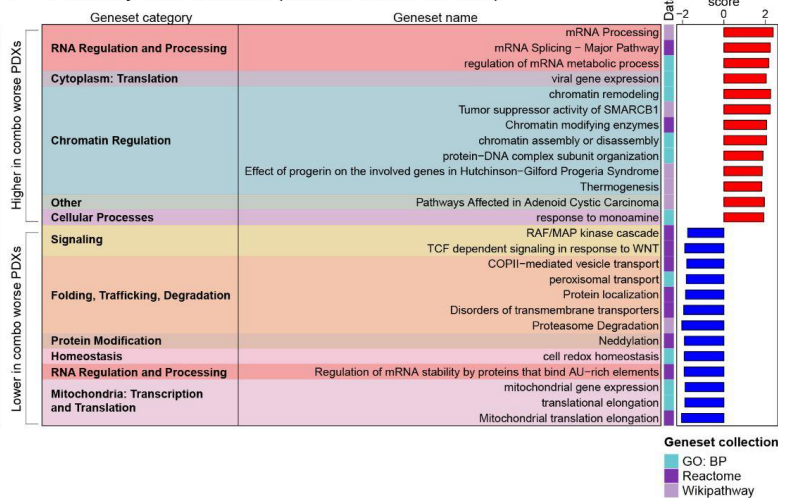 score
Geneset category Geneset name Dat −2 0 2
Higher in combo worse PDXs
RNA Regulation and Processing
mRNA Processing
mRNA Splicing − Major Pathway
regulation of mRNA metabolic process
Cytoplasm: Translation
viral gene expression
Chromatin Regulation
chromatin remodeling
Tumor suppressor activity of SMARCB1
Chromatin modifying enzymes
chromatin assembly or disassembly
protein−DNA complex subunit organization
Effect of progerin on the involved genes in Hutchinson−Gilford Progeria Syndrome
Thermogenesis
Other
Pathways Affected in Adenoid Cystic Carcinoma
Cellular Processes
response to monoamine
Lower in combo worse PDXs
Signaling
RAF/MAP kinase cascade
TCF dependent signaling in response to WNT
Folding, Trafficking, Degradation
COPII−mediated vesicle transport
peroxisomal transport
Protein localization
Disorders of transmembrane transporters
Proteasome Degradation
Protein Modification
Neddylation
Homeostasis
cell redox homeostasis
RNA Regulation and Processing
Regulation of mRNA stability by proteins that bind AU−rich elements
Mitochondria: Transcription
and Translation
mitochondrial gene expression
translational elongation
Mitochondrial translation elongation
Geneset collection
GO: BP
Reactome
Wikipathway